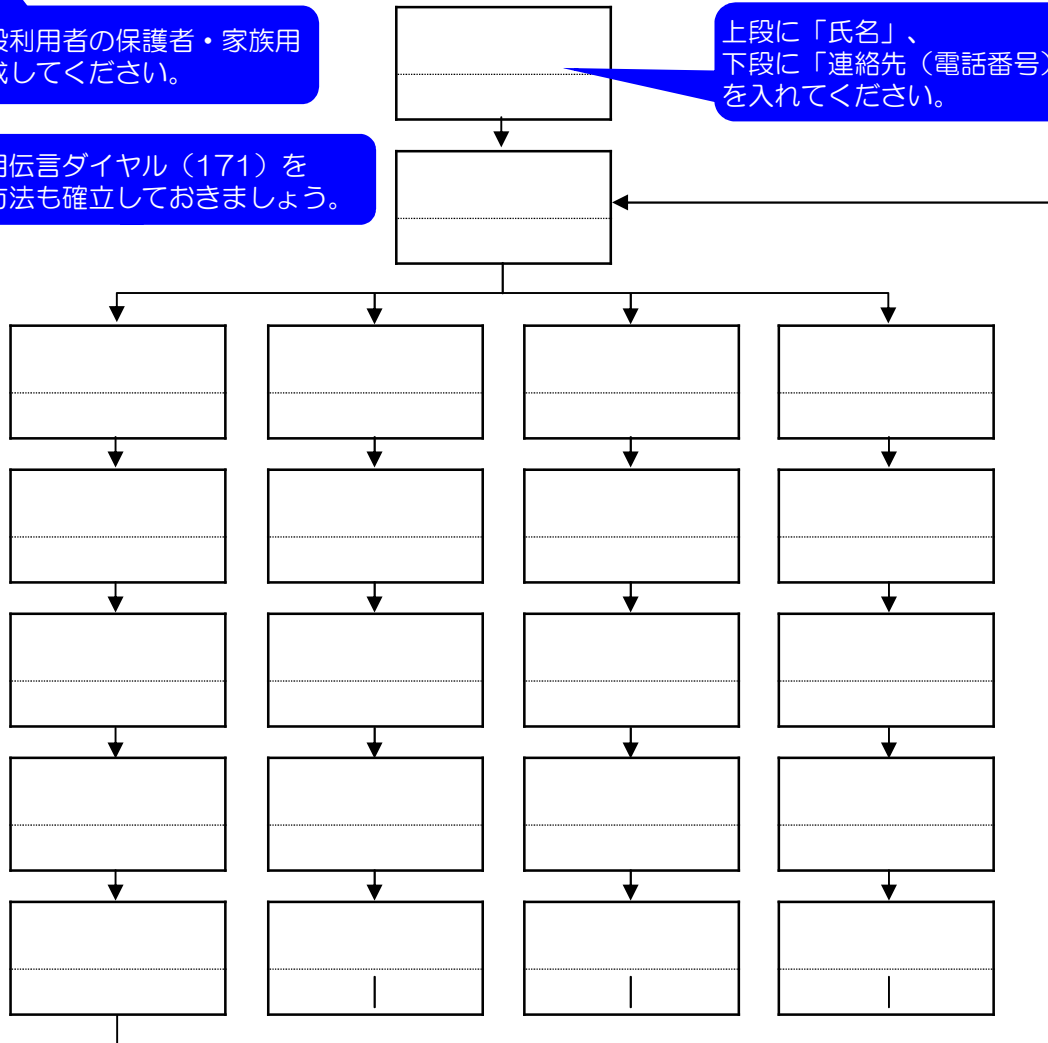 設利用者の保護者・家族用
成してください。
上段に「氏名」、
下段に「連絡先（電話番号）
を入れてください。
用伝言ダイヤル（171）を
方法も確立しておきましょう。